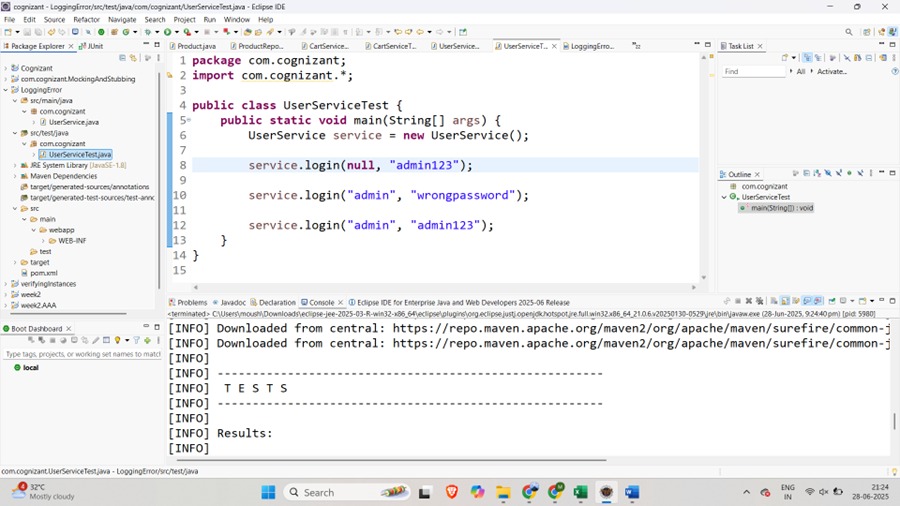 cognizant - LoggingError/src/test/java/com/cognizant/UserServiceTest.java - Eclipse IDE
File Edit Source Refactor Navigate Search Project Run Window Help
Package Explorer JUnit
Cognizant
com.cognizant.MockingAndStubbing
LoggingError
src/main/java
com.cognizant
UserService.java
src/test/java
com.cognizant
UserServiceTest.java
JRE System Library [JavaSE-1.8]
Maven Dependencies
target/generated-sources/annotations
target/generated-sources/test-anno
src
main
webapp
WEB-INF
test
target
pom.xml
verifyingInstances
week2
week2.AAA
Boot Dashboard
Type tags, projects, or working set names to match
local
Product.java ProductRepo... CartService... CartServiceT... UserService... UserServiceT... LoggingErro...
1 package com.cognizant;
2 import com.cognizant.*;
3
4 public class UserServiceTest {
5 public static void main(String[] args) {
6 UserService service = new UserService();
7
8 service.login(null, "admin123");
9
10 service.login("admin", "wrongpassword");
11
12 service.login("admin", "admin123");
13 }
14 }
15
Task List
Find All Activate...
Outline
com.cognizant
UserServiceTest
main(String[]) : void
Problems Javadoc Declaration Console Eclipse IDE for Enterprise Java and Web Developers 2025-06 Release
<terminated> C:\Users\moush\Downloads\eclipse-jee-2025-03-R-win32-x86_64\eclipse\plugins\org.eclipse.justj.openjdk.hotspot.jre.full.win32.x86_64_21.0.6.v20250130-0529\jre\bin\javaw.exe (28-Jun-2025, 9:24:40 pm) [pid: 5980]
[INFO] Downloaded from central: https://repo.maven.apache.org/maven2/org/apache/maven/surefire/common-j
[INFO] Downloaded from central: https://repo.maven.apache.org/maven2/org/apache/maven/surefire/common-j
[INFO]
[INFO] -------------------------------------------------------
[INFO] T E S T S
[INFO] -------------------------------------------------------
[INFO]
[INFO] Results:
[INFO]
com.cognizant.UserServiceTest.java - LoggingError/src/test/java
4
32°C
Mostly cloudy
Search
ENG
IN
21:24
28-06-2025